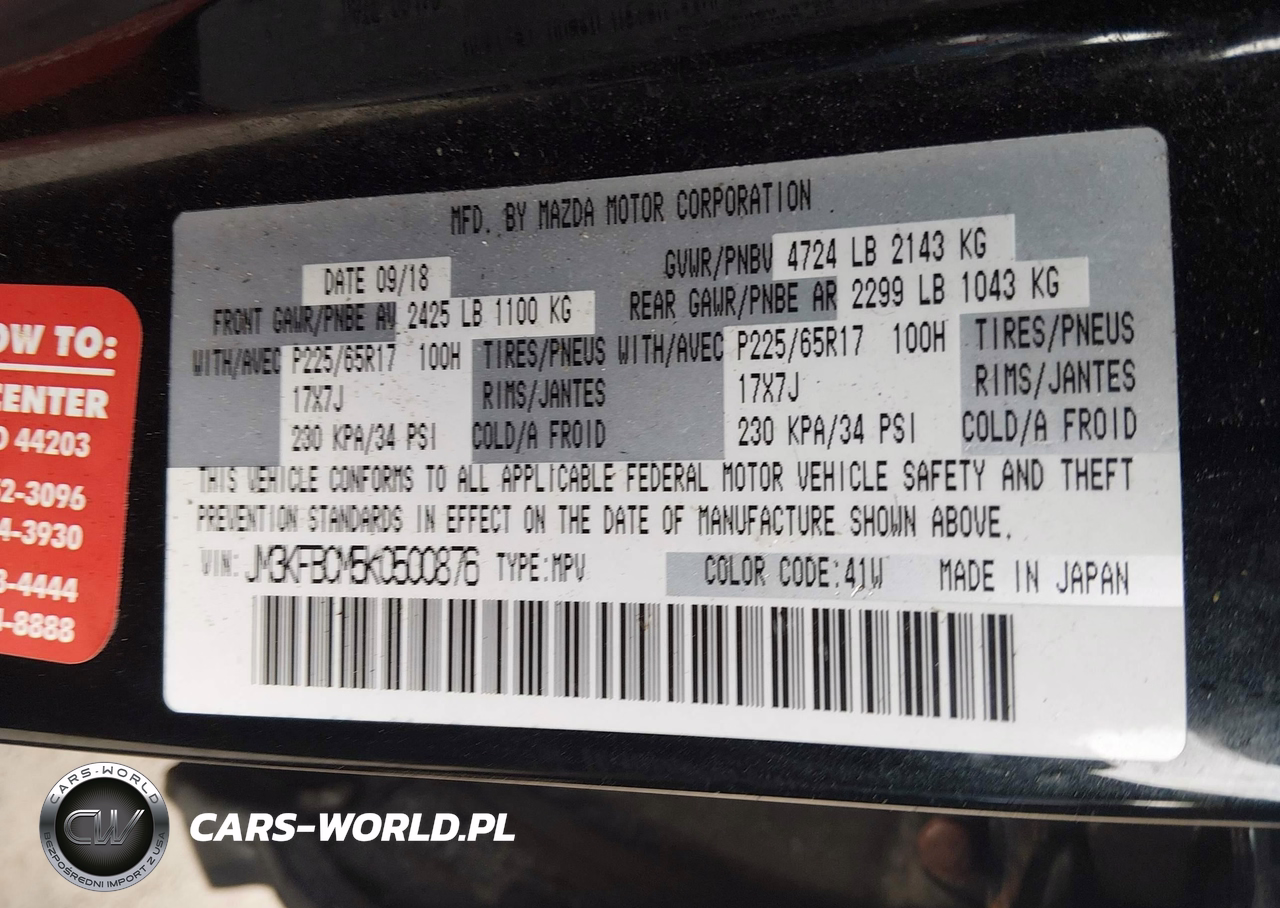 MFD. BY MAZDA MOTOR CORPORATION
DATE 09/18 GVWR/PNBV 4724 LB 2143 KG
FRONT GAWR/PNBE AV 2425 LB 1100 KG REAR GAWR/PNBE AR 2299 LB 1043 KG
WITH/AVEC P225/65R17 100H TIRES/PNEUS WITH/AVEC P225/65R17 100H TIRES/PNEUS
17X7J RIMS/JANTES 17X7J RIMS/JANTES
230 KPA/34 PSI COLD/A FROID 230 KPA/34 PSI COLD/A FROID
THIS VEHICLE CONFORMS TO ALL APPLICABLE FEDERAL MOTOR VEHICLE SAFETY AND THEFT
PREVENTION STANDARDS IN EFFECT ON THE DATE OF MANUFACTURE SHOWN ABOVE.
VIN: JM3KFBCM5K0500876 TYPE:MPV COLOR CODE:41W MADE IN JAPAN
OW TO:
CENTER
44203
2-3096
4-3930
3-4444
4-8888
CARS-WORLD
CW
BEZPOŚREDNI IMPORT Z USA
CARS-WORLD.PL